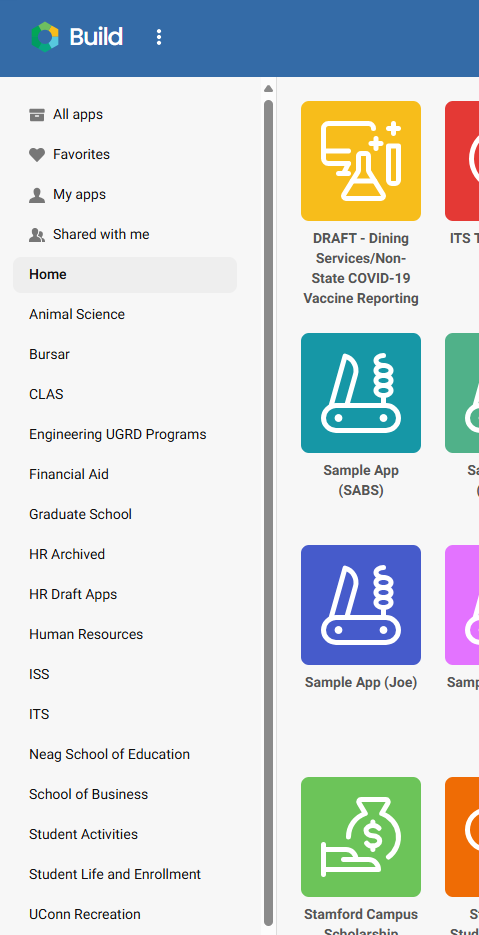 Build
All apps
Favorites
My apps
Shared with me
Home
Animal Science
Bursar
CLAS
Engineering UGRD Programs
Financial Aid
Graduate School
HR Archived
HR Draft Apps
Human Resources
ISS
ITS
Neag School of Education
School of Business
Student Activities
Student Life and Enrollment
UConn Recreation
DRAFT - Dining
Services/Non-
State COVID-19
Vaccine Reporting
ITS
Sample App
(SABS)
Sample App (Joe)
$
Stamford Campus
Scholarship